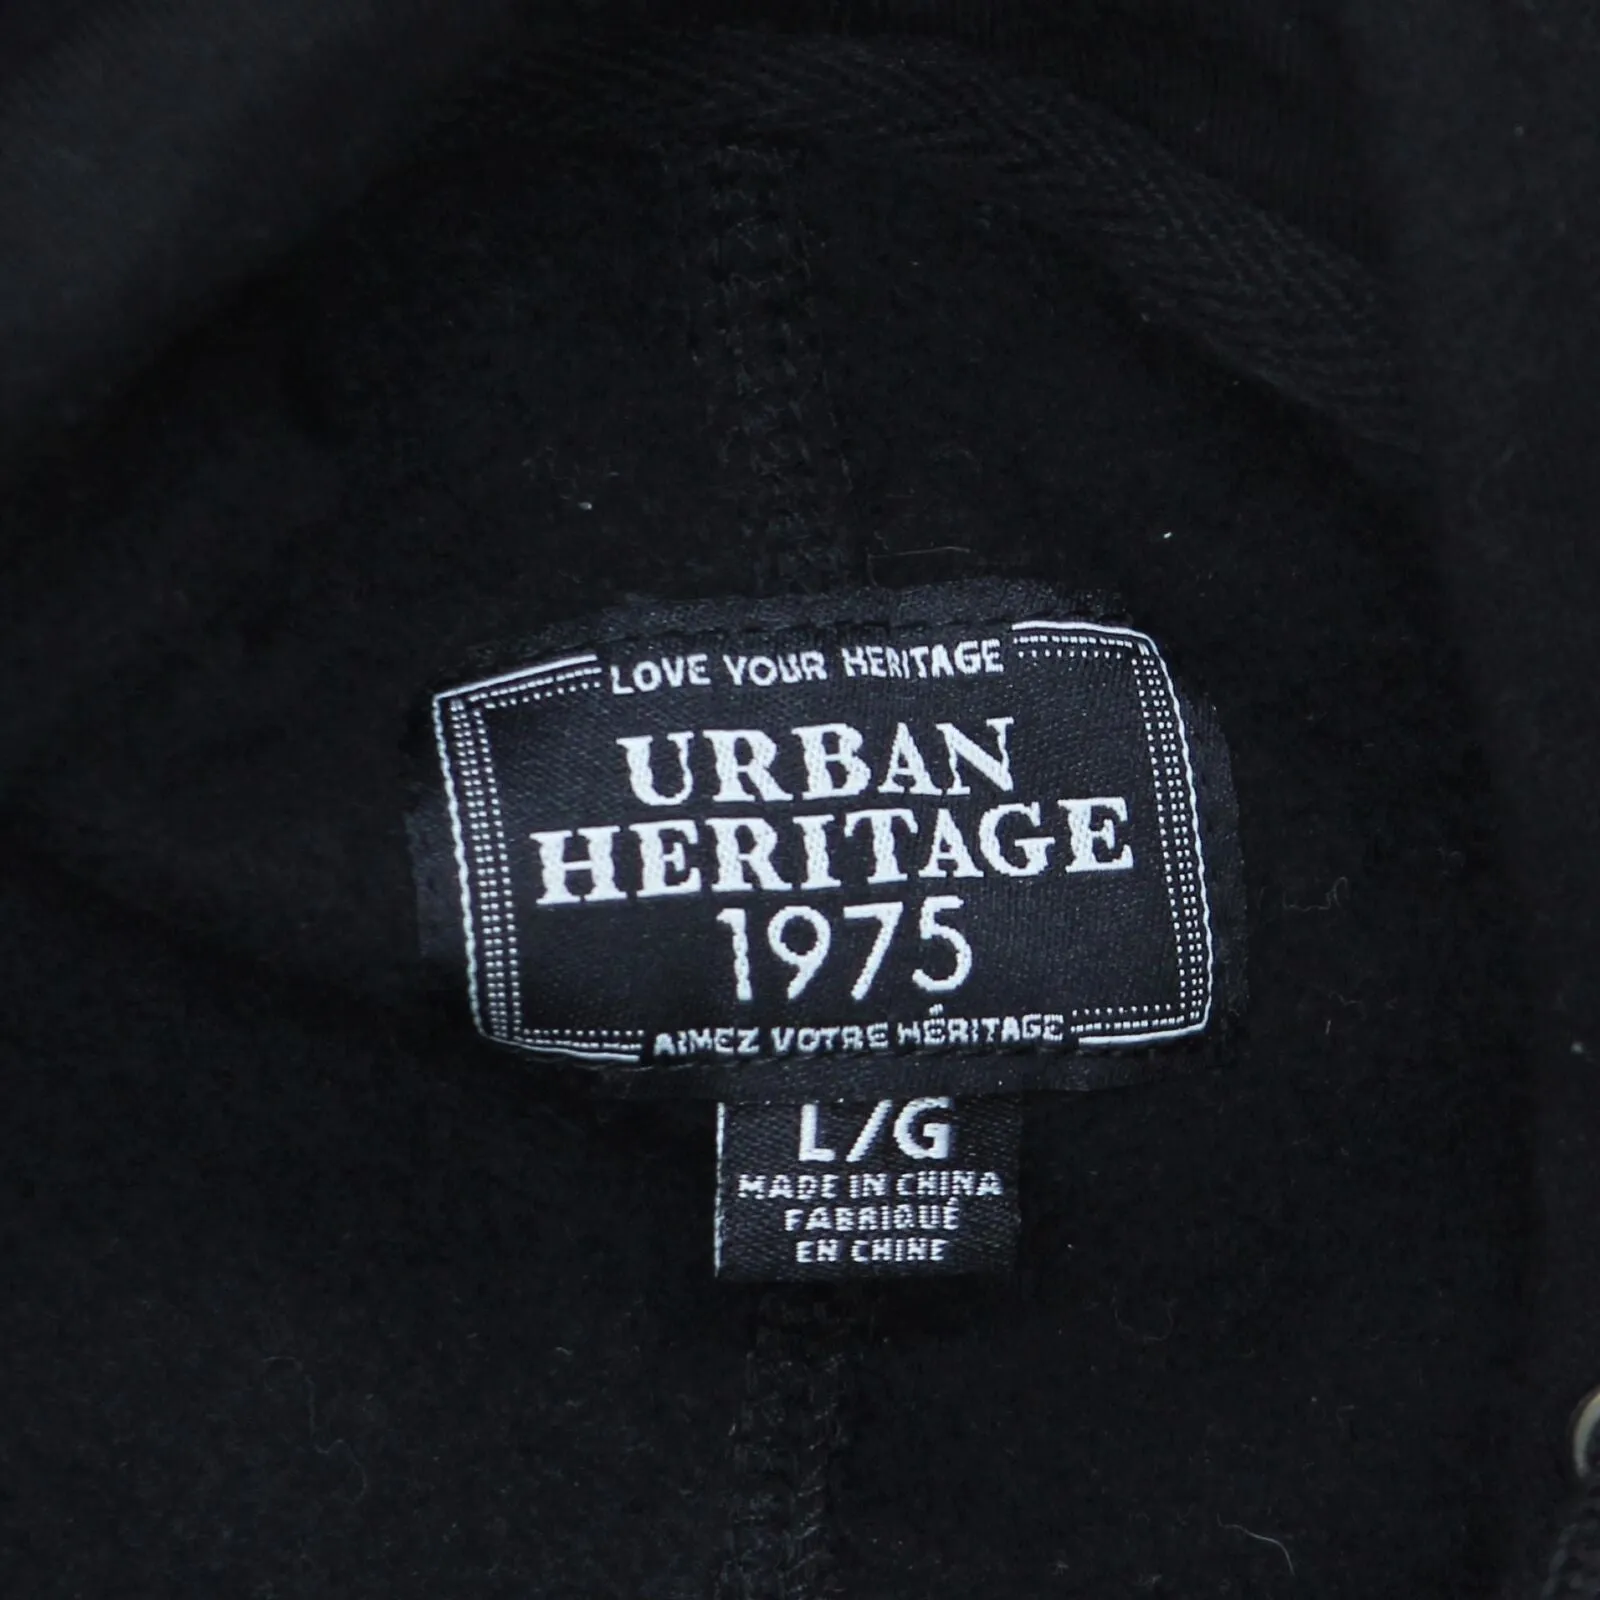 LOVE YOUR HERITAGE
URBAN
HERITAGE
1975
AIMEZ VOTRE HÉRITAGE
L/G
MADE IN CHINA
FABRIQUÉ
EN CHINE